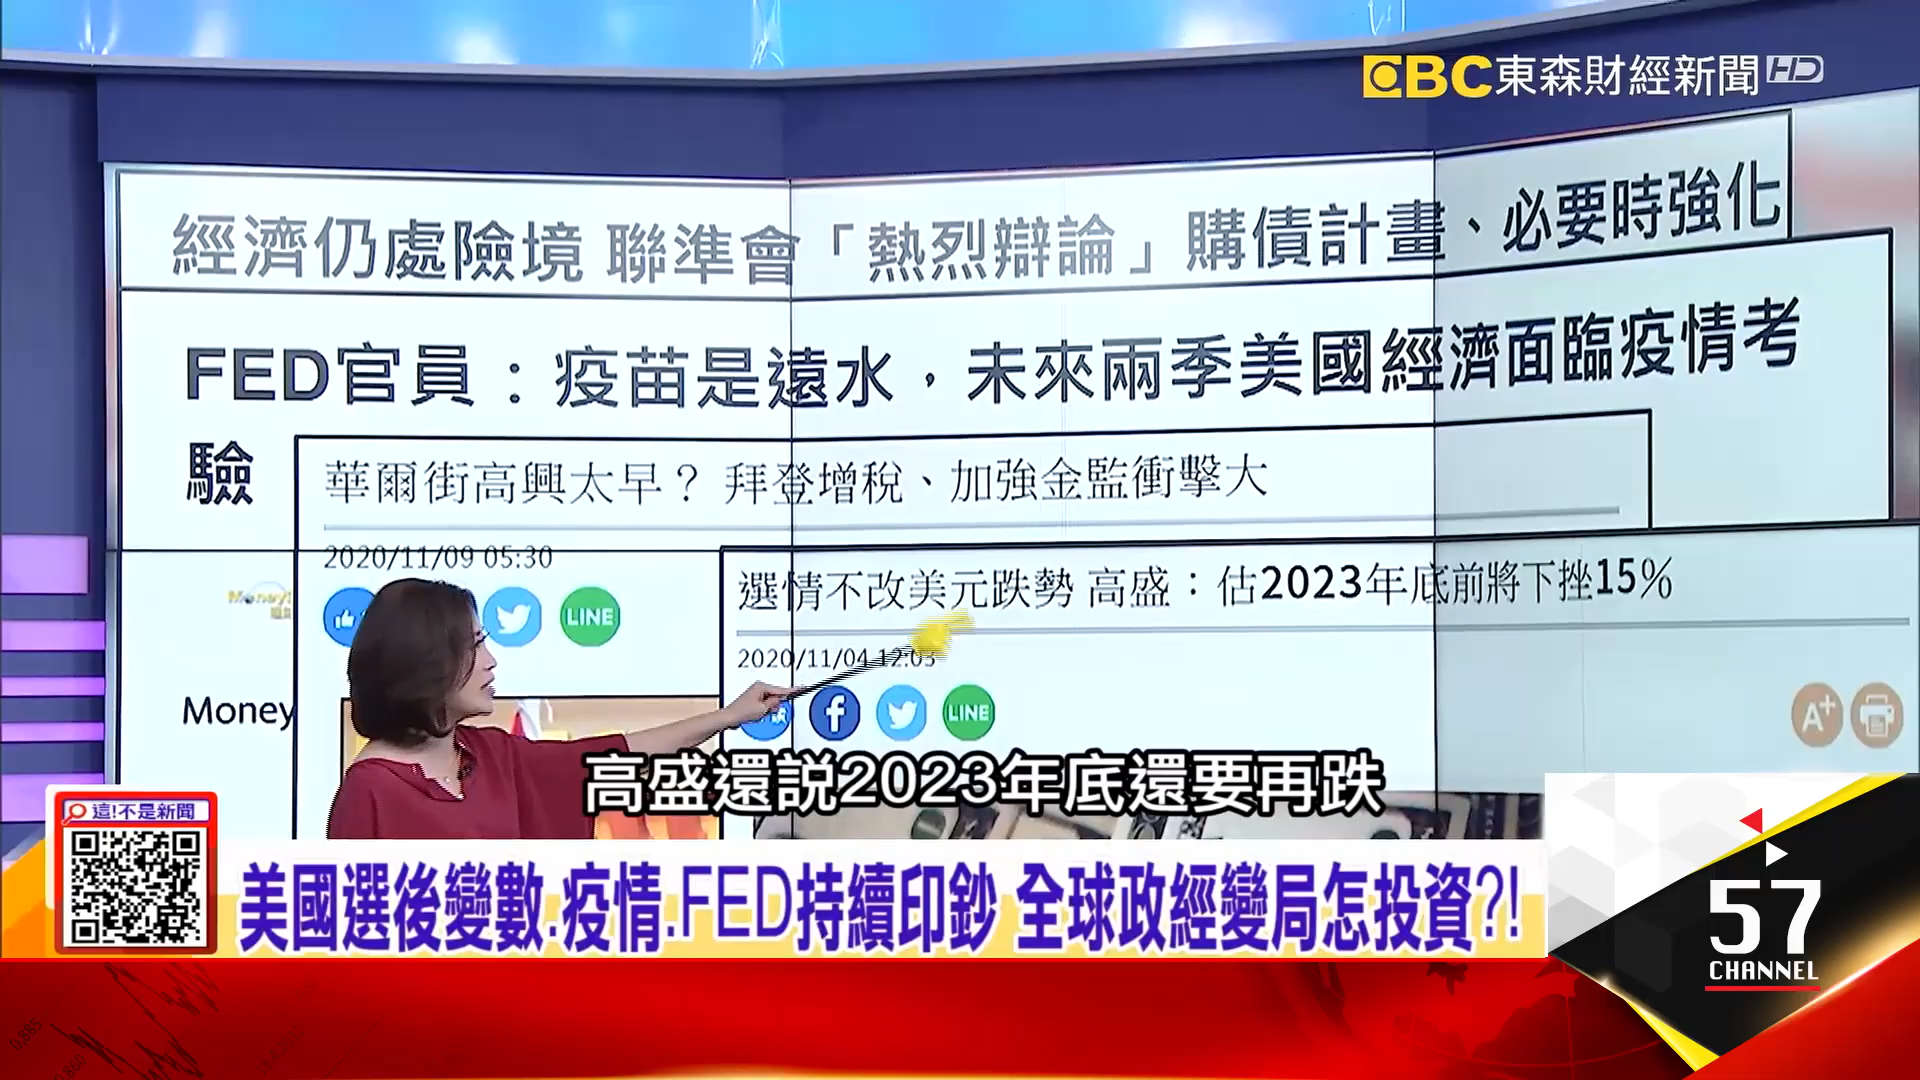 EBC東森財經新聞HD
經濟仍處險境 聯準會「熱烈辯論」購債計畫、必要時強化
FED官員：疫苗是遠水，未來兩季美國經濟面臨疫情考
驗
華爾街高興太早？ 拜登增稅、加強金監衝擊大
2020/11/09 05:30
LINE
選情不改美元跌勢 高盛：估2023年底前將下挫15%
2020/11/04 12:03
LINE
A+
Money
高盛還説2023年底還要再跌
這!不是新聞
美國選後變數.疫情.FED持續印鈔 全球政經變局怎投資?!
57
CHANNEL